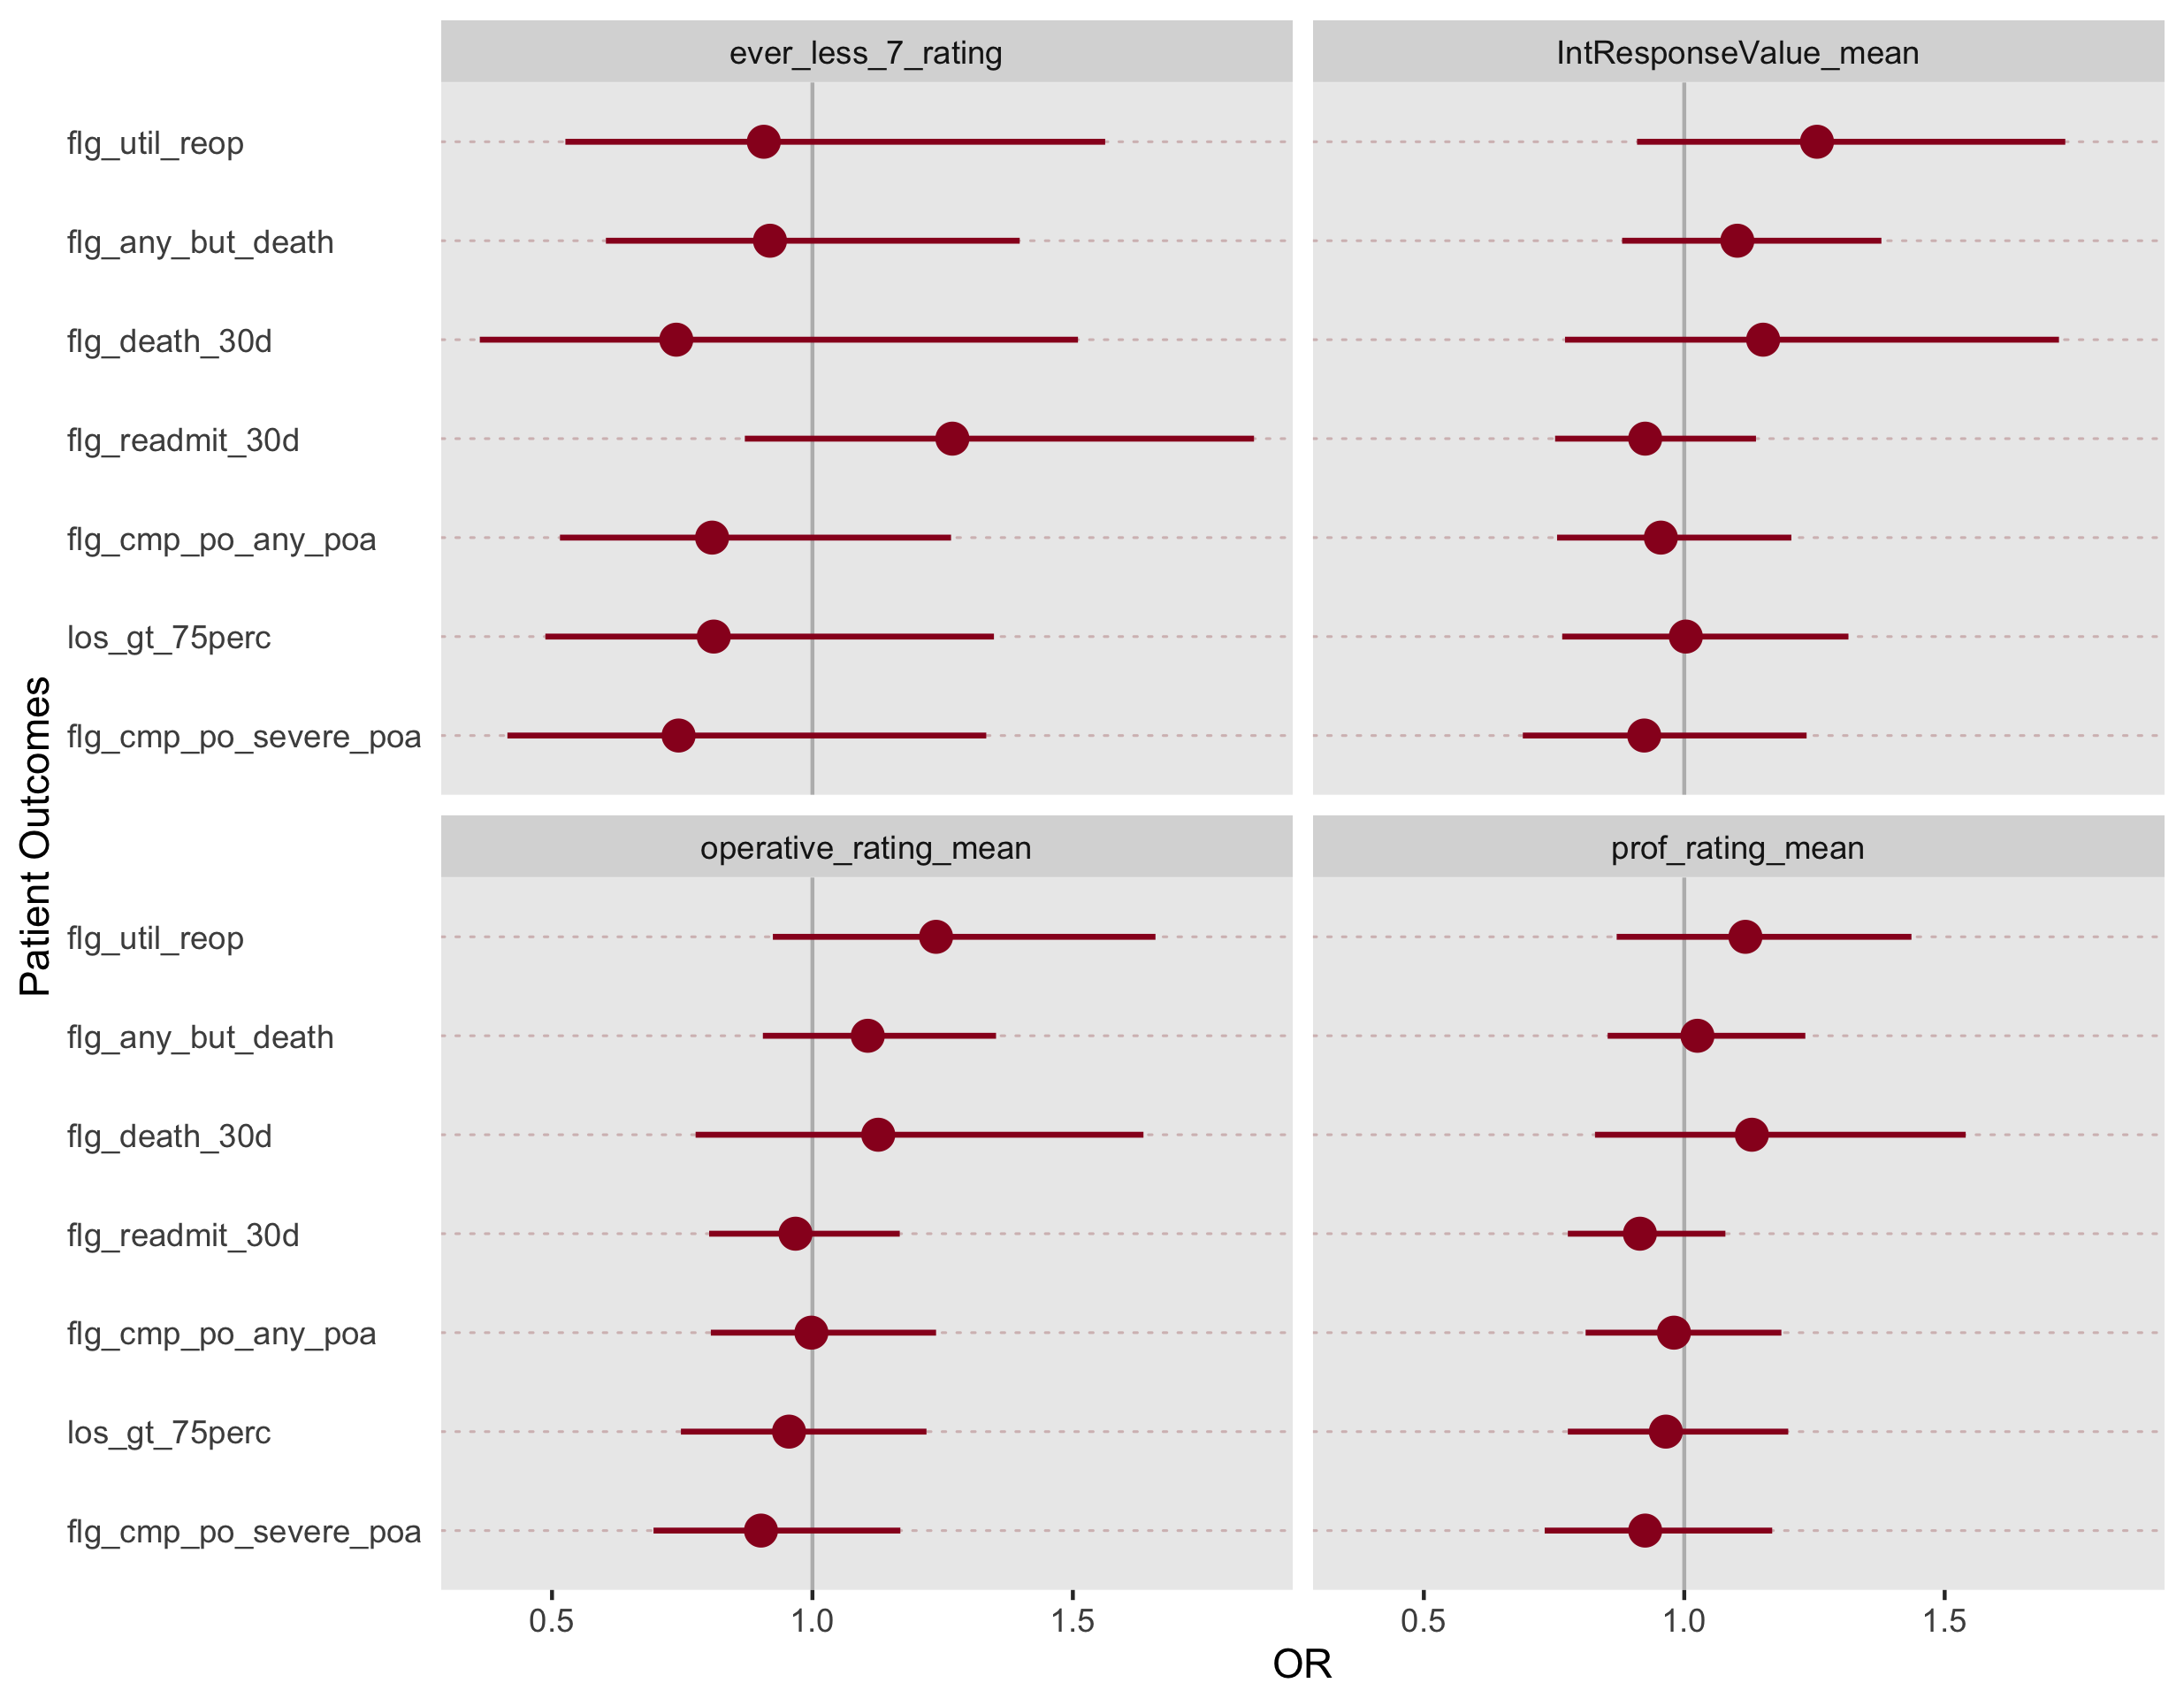 ever_less_7_rating
IntResponseValue_mean
flg_util_reop
flg_any_but_death
flg_death_30d
flg_readmit_30d
flg_cmp_po_any_poa
los_gt_75perc
flg_cmp_po_severe_poa
Patient Outcomes
operative_rating_mean
prof_rating_mean
flg_util_reop
flg_any_but_death
flg_death_30d
flg_readmit_30d
flg_cmp_po_any_poa
los_gt_75perc
flg_cmp_po_severe_poa
0.5 1.0 1.5
0.5 1.0 1.5
OR